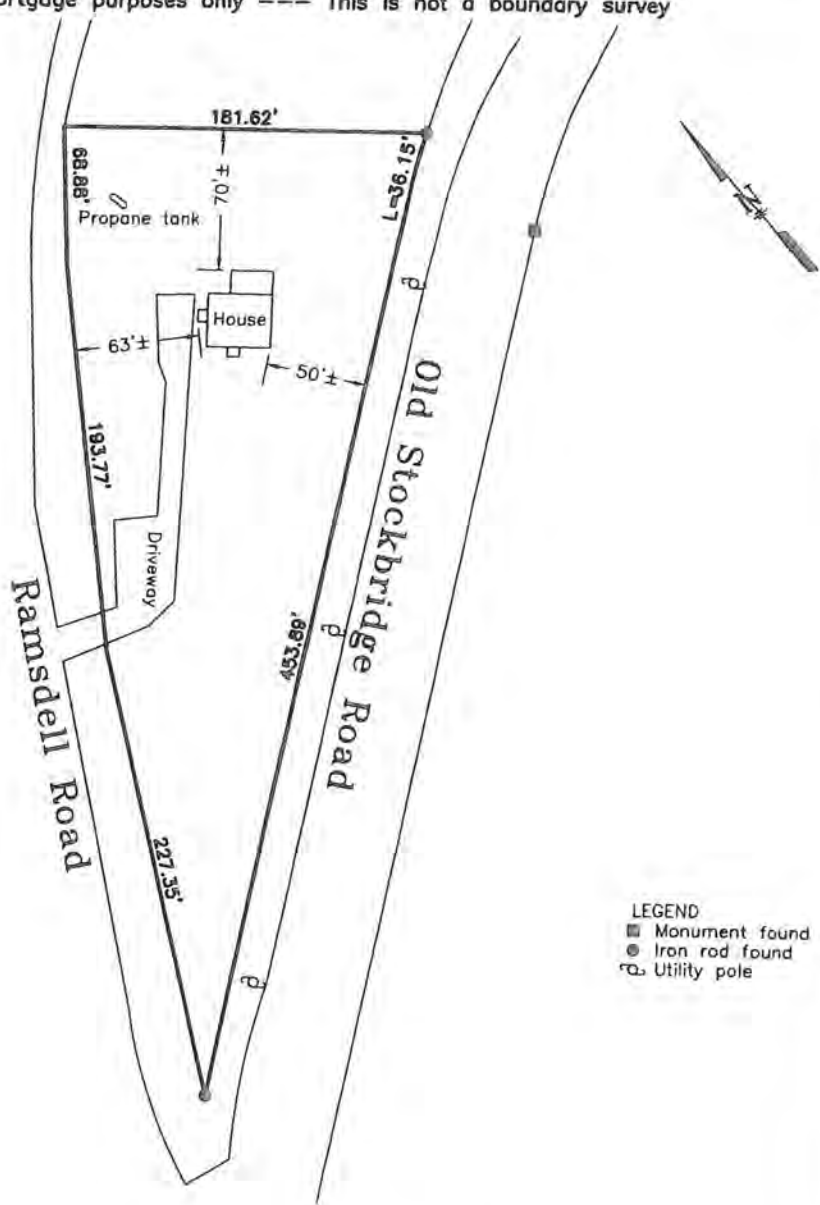 rtgage purposes only --- This is not a boundary survey
181.62'
68.88'
Propane tank
70'±
L=36.15'
House
63'±
50'±
193.77'
Driveway
Old Stockbridge Road
453.89'
Ramsdell Road
227.35'
LEGEND
Monument found
Iron rod found
Utility pole